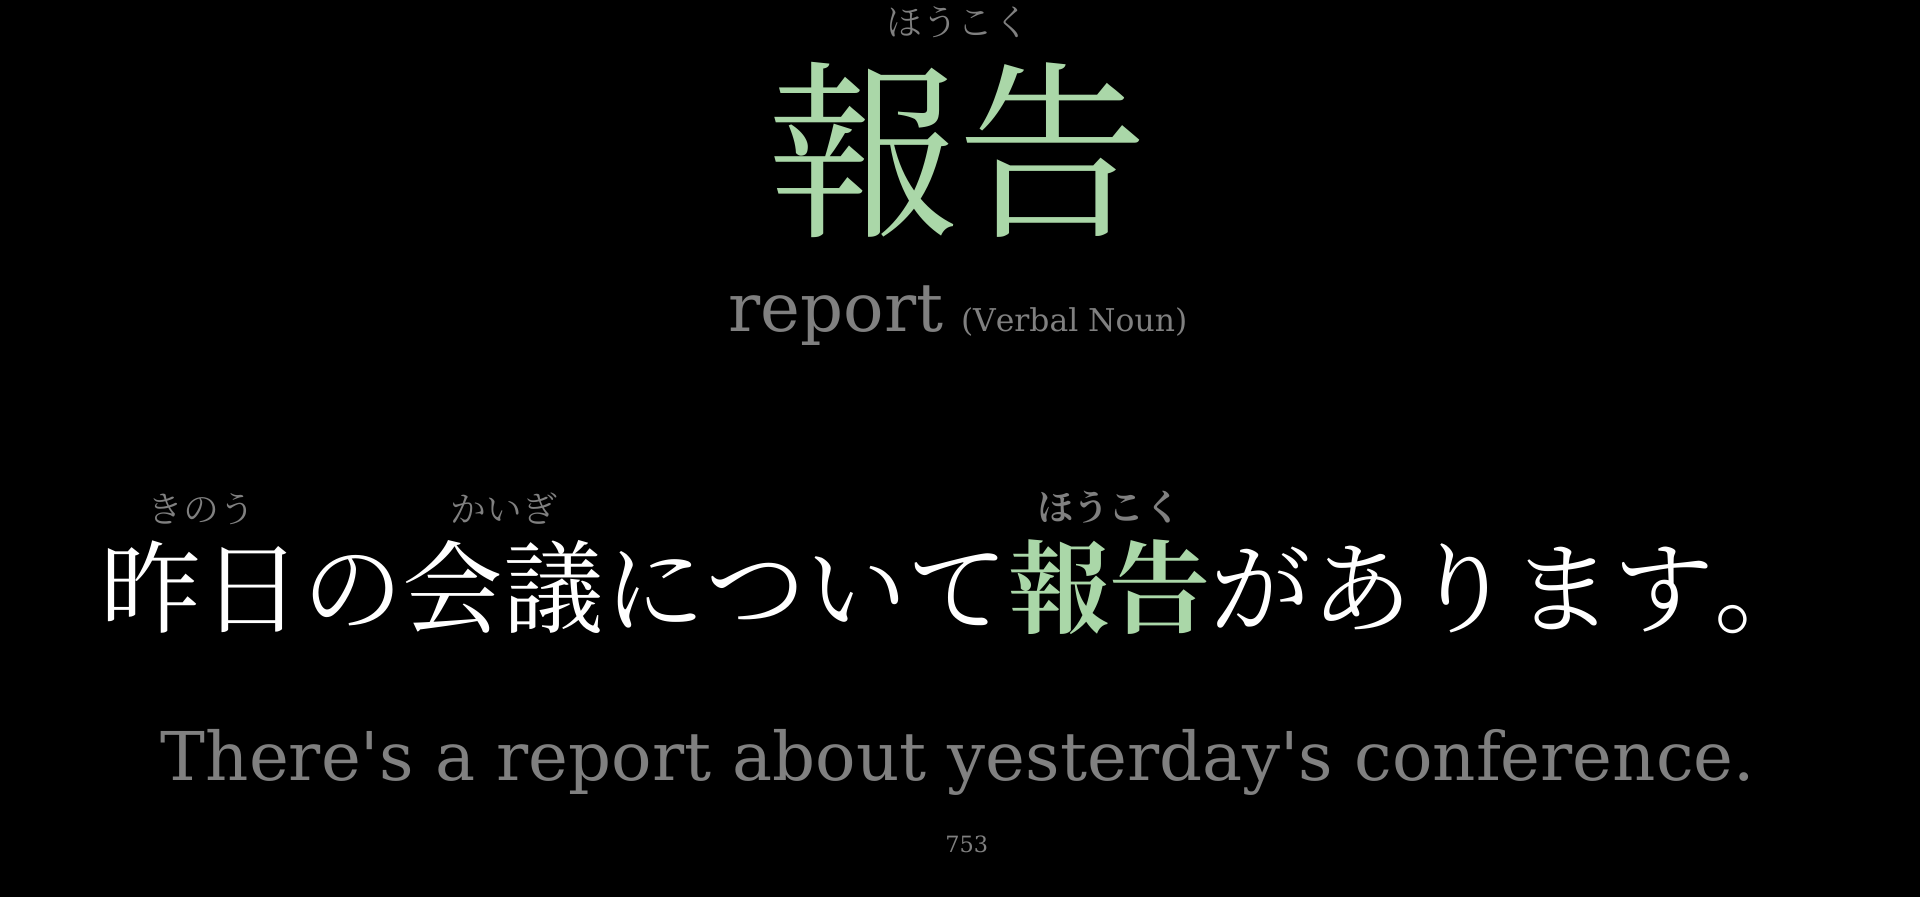 ほうこく
報告
report (Verbal Noun)
きのう かいぎ ほうこく
昨日の会議について報告があります。
There's a report about yesterday's conference.
753